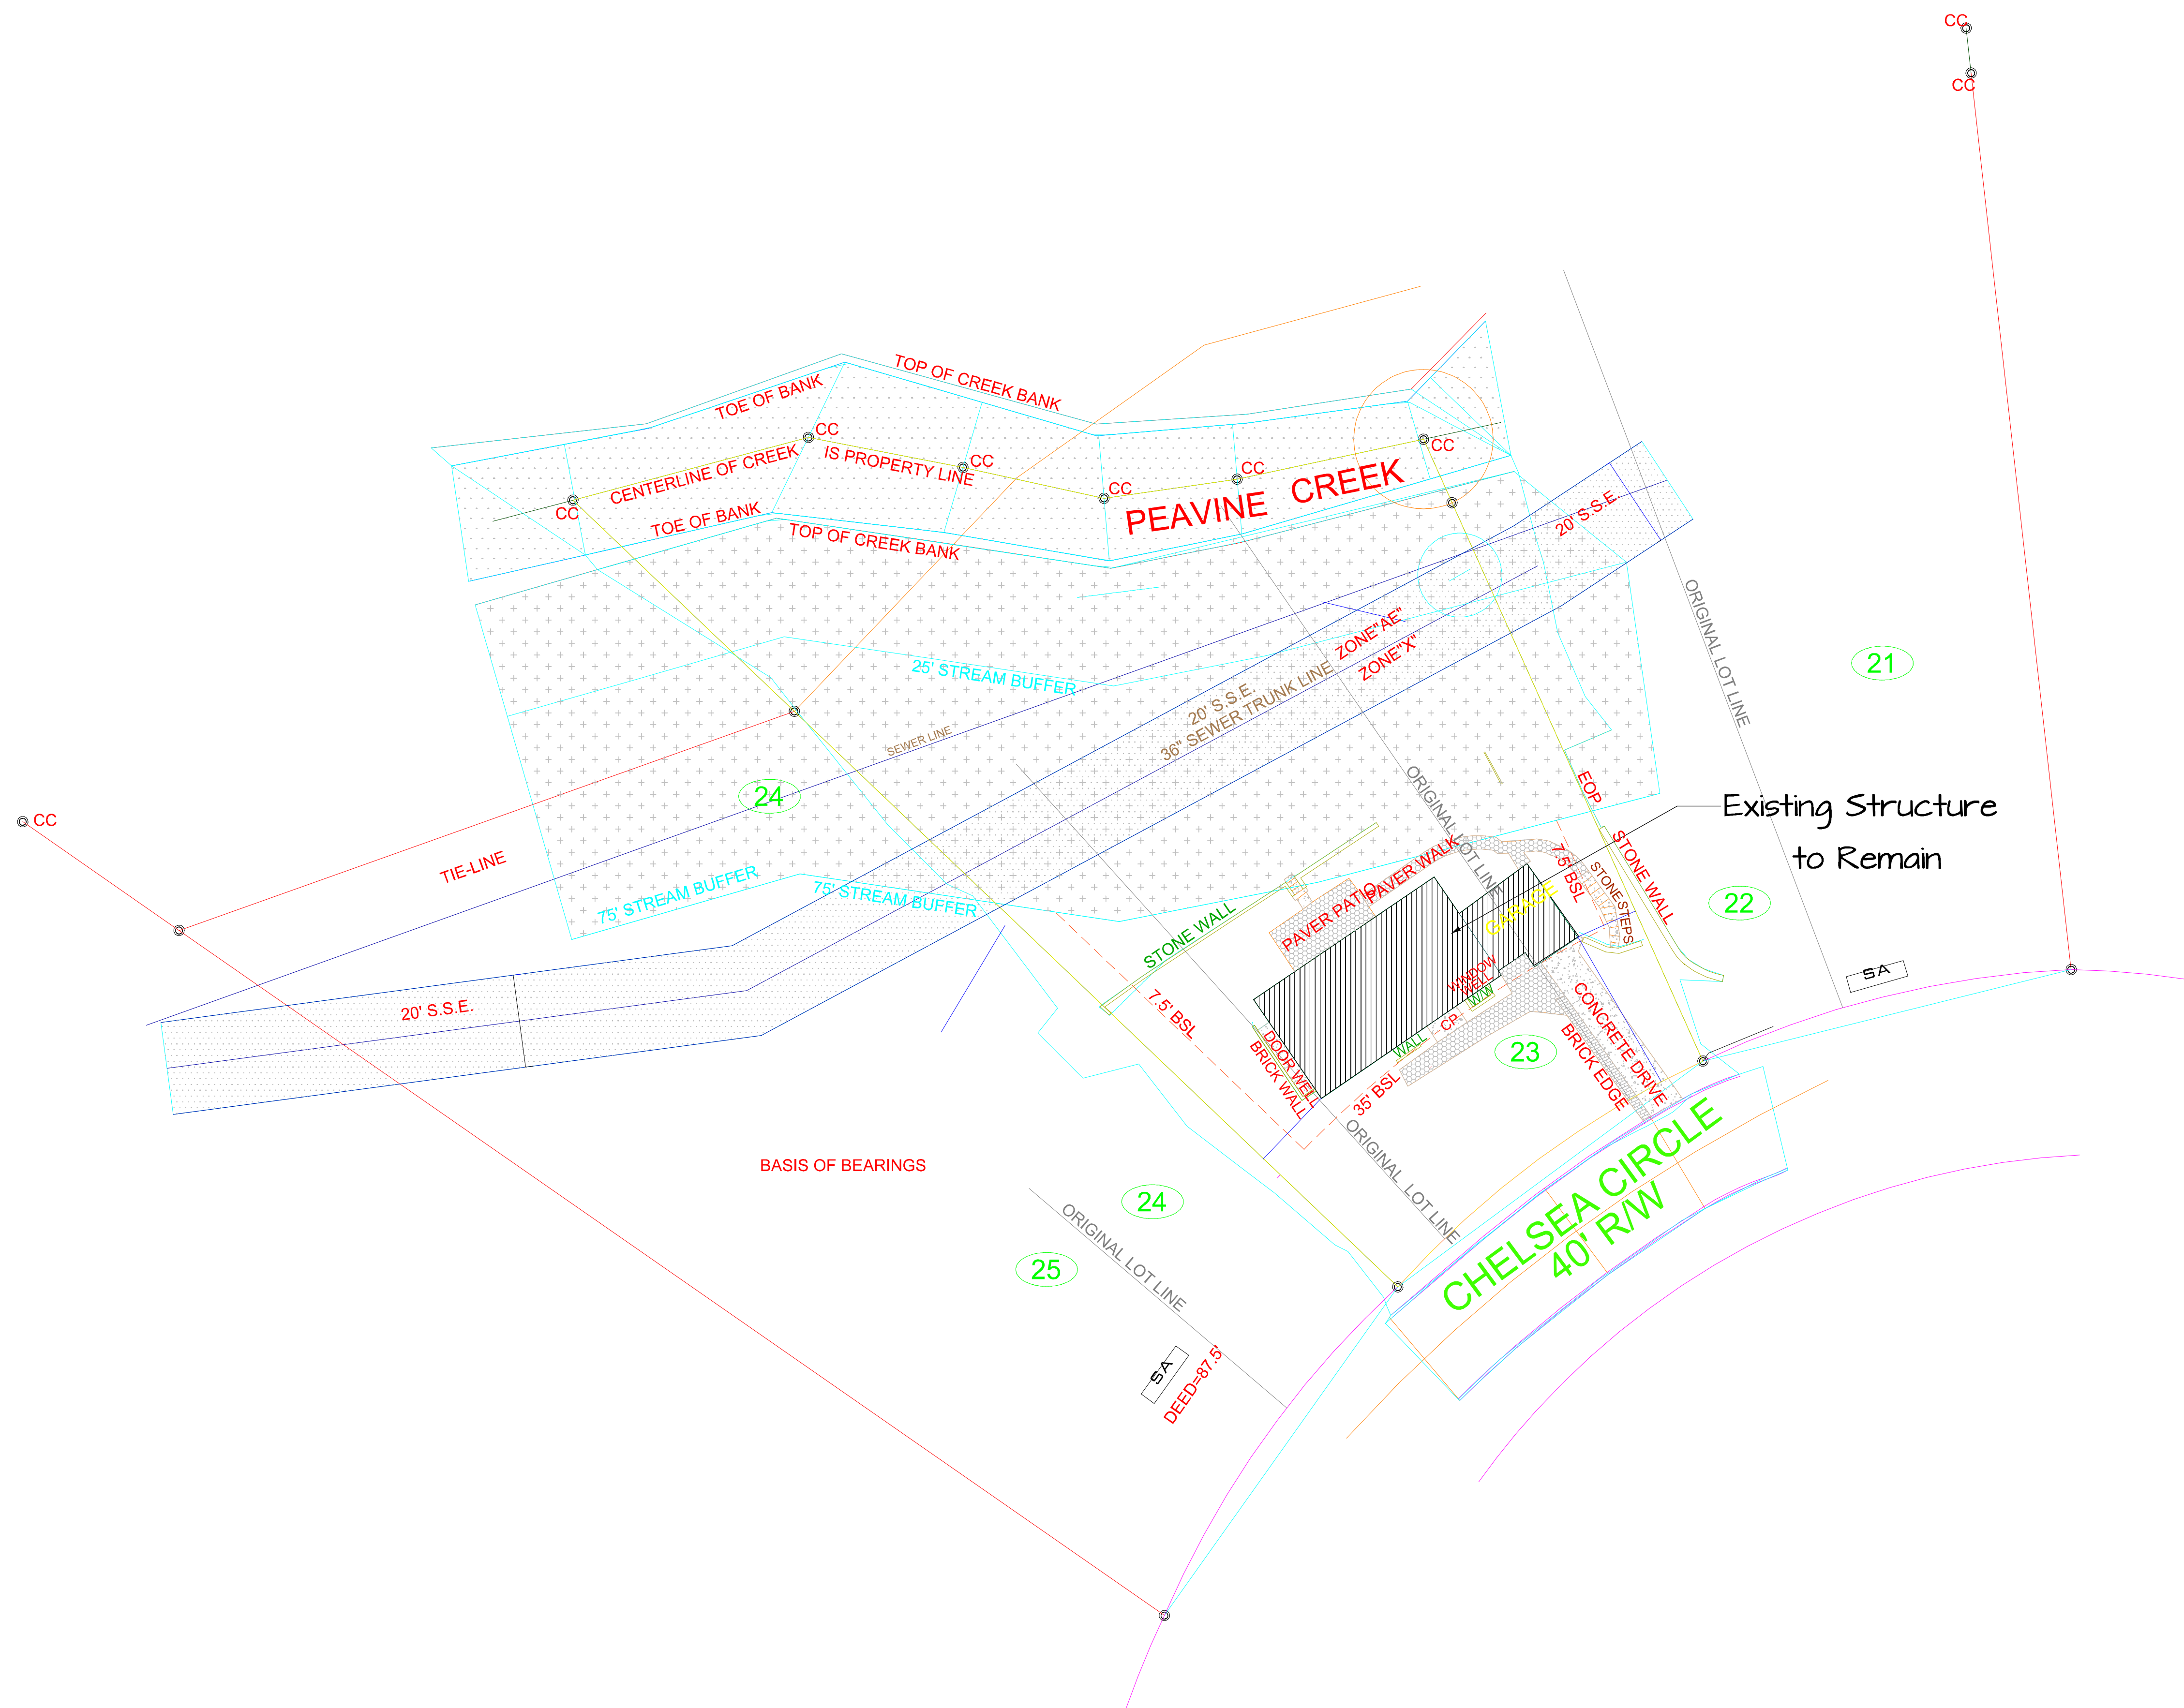 CC
CC
TOP OF CREEK BANK
TOE OF BANK
CC
CENTERLINE OF CREEK
IS PROPERTY LINE
CC
CC
CC
CC
CC
PEAVINE CREEK
TOE OF BANK
TOP OF CREEK BANK
20' S.S.E.
ORIGINAL LOT LINE
21
ZONE"AE"
ZONE"X"
25' STREAM BUFFER
20' S.S.E.
36" SEWER TRUNK LINE
SEWER LINE
24
CC
TIE-LINE
75' STREAM BUFFER
75' STREAM BUFFER
ORIGINAL LOT LINE
EOP
Existing Structure
to Remain
STONE WALL
7.5' BSL
STONE STEPS
22
PAVER WALK
PAVER PATIO
GARAGE
STONE WALL
WINDOW
WELL
W/W
SA
20' S.S.E.
7.5' BSL
CP
WALL
23
CONCRETE DRIVE
BRICK EDGE
DOOR WELL
BRICK WALL
35' BSL
ORIGINAL LOT LINE
CHELSEA CIRCLE
40' R/W
BASIS OF BEARINGS
24
ORIGINAL LOT LINE
25
SA
DEED=87.5'